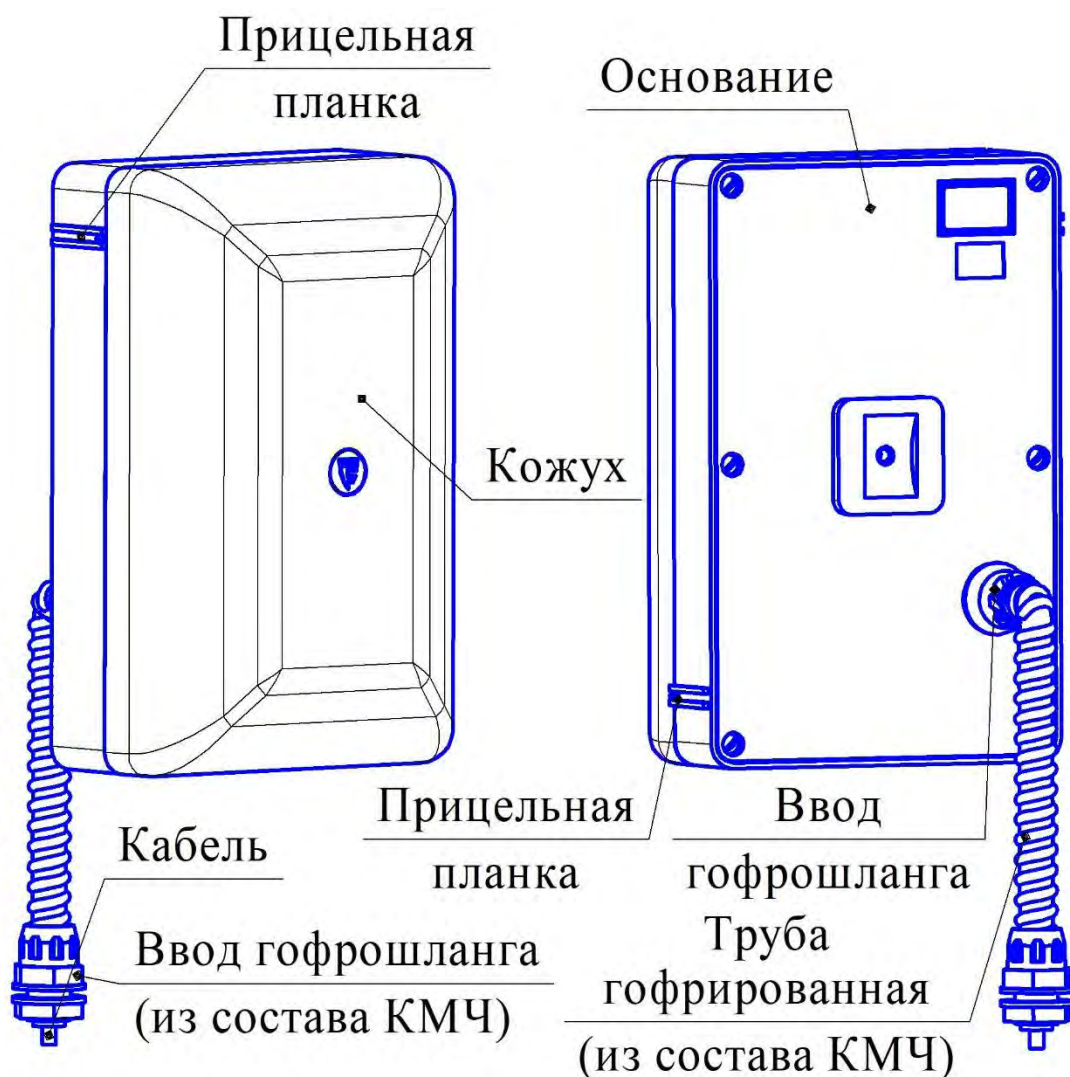 Прицельная
планка
Основание
Кожух
Прицельная
планка
Ввод
гофрошланга
Кабель
Ввод гофрошланга
(из состава КМЧ)
Труба
гофрированная
(из состава КМЧ)